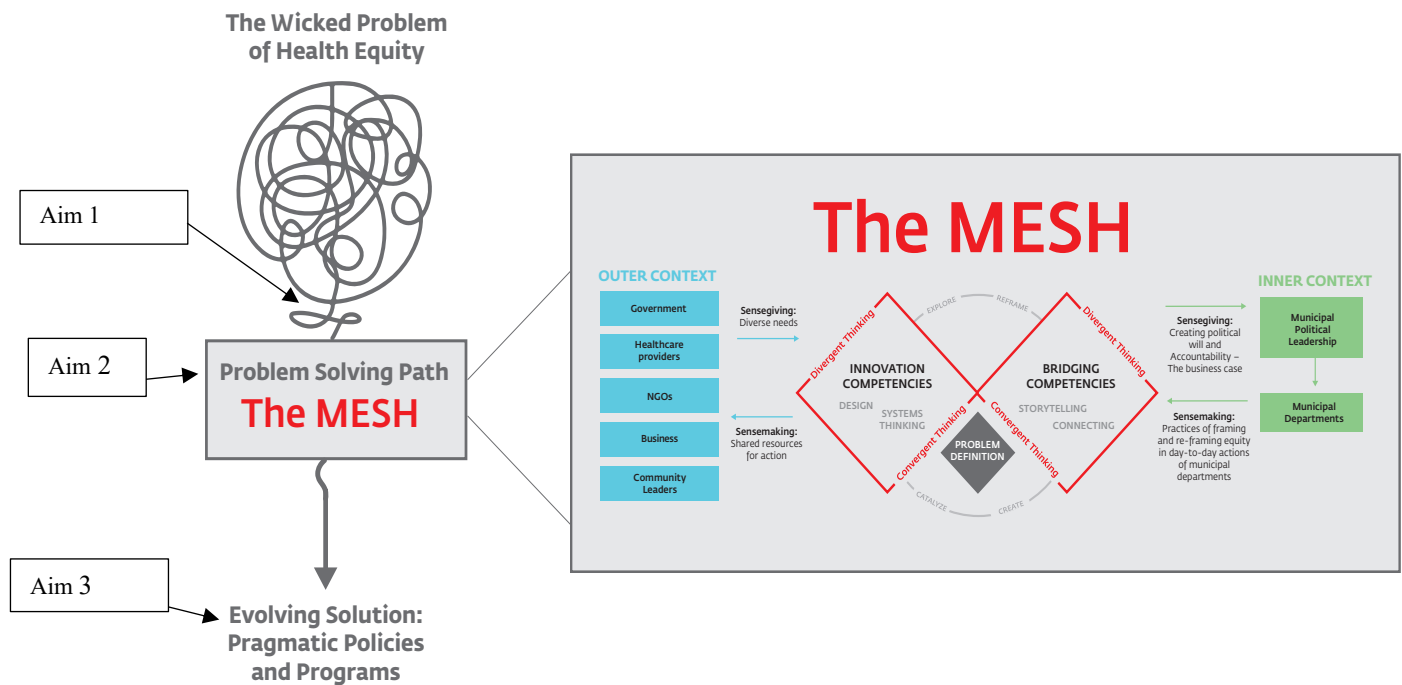 The Wicked Problem
of Health Equity
Aim 1
Aim 2
Problem Solving Path
The MESH
Aim 3
Evolving Solution:
Pragmatic Policies
and Programs
The MESH
OUTER CONTEXT
Government
Healthcare
providers
NGOs
Business
Community
Leaders
Sensegiving:
Diverse needs
Sensemaking:
Shared resources
for action
Divergent Thinking
INNOVATION
COMPETENCIES
DESIGN
SYSTEMS
THINKING
Convergent Thinking
EXPLORE
REFRAME
PROBLEM
DEFINITION
CATALYZE
CREATE
Divergent Thinking
BRIDGING
COMPETENCIES
STORYTELLING
CONNECTING
Convergent Thinking
Sensegiving:
Creating political
will and
Accountability –
The business case
Sensemaking:
Practices of framing
and re-framing equity
in day-to-day actions
of municipal
departments
INNER CONTEXT
Municipal
Political
Leadership
Municipal
Departments